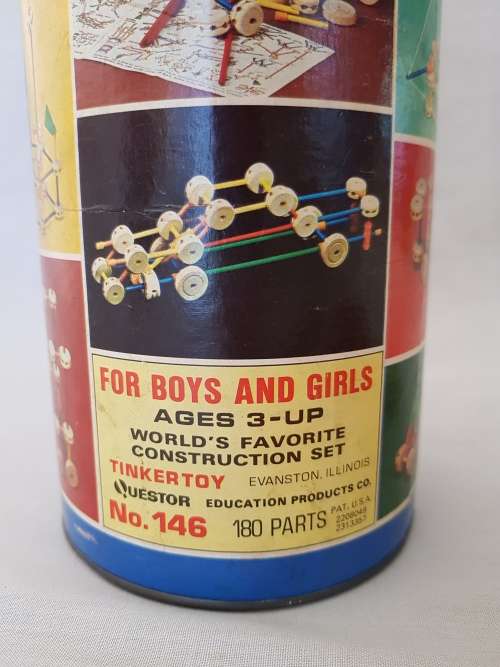 FOR BOYS AND GIRLS
AGES 3-UP
WORLD'S FAVORITE
CONSTRUCTION SET
TINKERTOY EVANSTON, ILLINOIS
QUESTOR EDUCATION PRODUCTS CO.
No. 146 180 PARTS PAT. U.S.A.
2208049